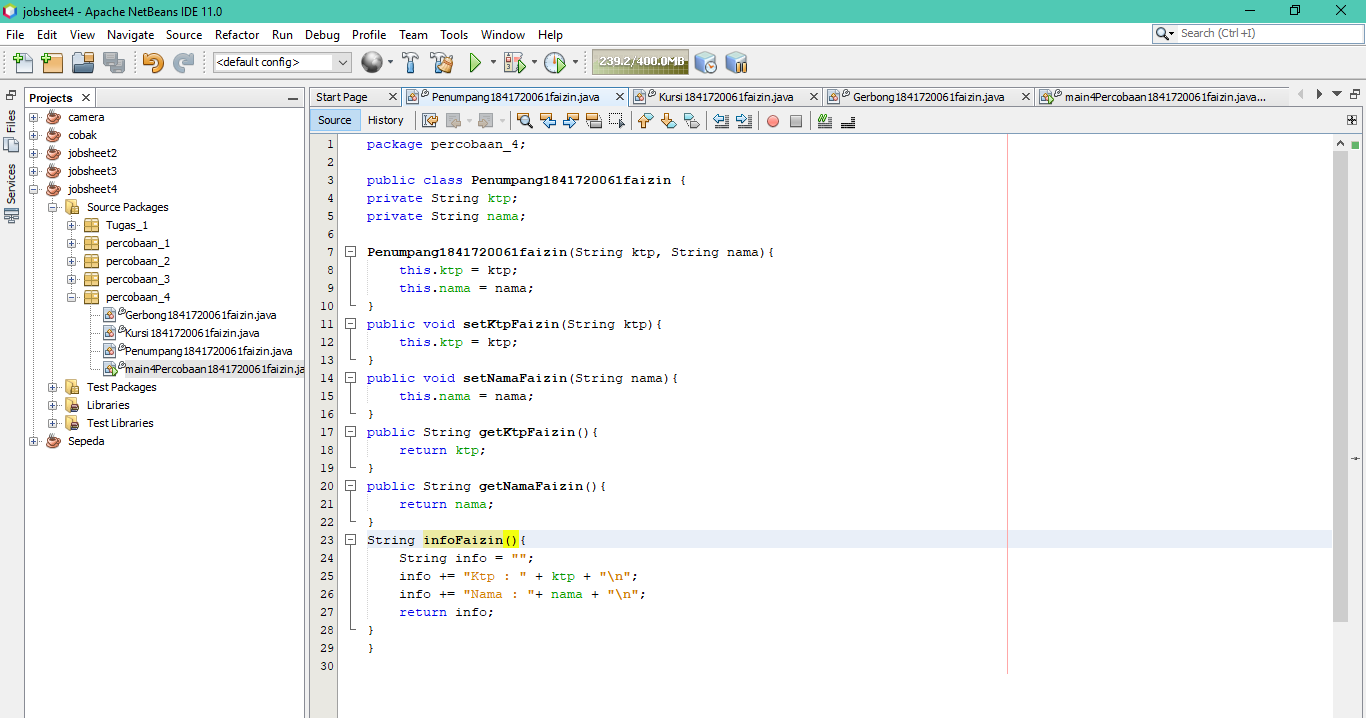 jobsheet4 - Apache NetBeans IDE 11.0
File Edit View Navigate Source Refactor Run Debug Profile Team Tools Window Help
Search (Ctrl+I)
<default config>
239.2/400.0MB
Projects
Start Page
Penumpang1841720061faizin.java
Kursi1841720061faizin.java
Gerbong1841720061faizin.java
main4Percobaan1841720061faizin.java...
Files
Services
camera
cobak
jobsheet2
jobsheet3
jobsheet4
Source Packages
Tugas_1
percobaan_1
percobaan_2
percobaan_3
percobaan_4
Gerbong1841720061faizin.java
Kursi1841720061faizin.java
Penumpang1841720061faizin.java
main4Percobaan1841720061faizin.ja
Test Packages
Libraries
Test Libraries
Sepeda
Source History
1 package percobaan_4;
2
3 public class Penumpang1841720061faizin {
4 private String ktp;
5 private String nama;
6
7 Penumpang1841720061faizin(String ktp, String nama){
8 this.ktp = ktp;
9 this.nama = nama;
10 }
11 public void setKtpFaizin(String ktp){
12 this.ktp = ktp;
13 }
14 public void setNamaFaizin(String nama){
15 this.nama = nama;
16 }
17 public String getKtpFaizin(){
18 return ktp;
19 }
20 public String getNamaFaizin(){
21 return nama;
22 }
23 String infoFaizin(){
24 String info = "";
25 info += "Ktp : " + ktp + "\n";
26 info += "Nama : "+ nama + "\n";
27 return info;
28 }
29 }
30